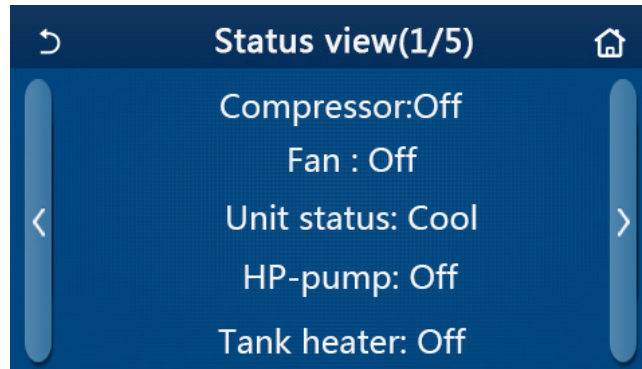 Status view(1/5)
Compressor:Off
Fan : Off
Unit status: Cool
HP-pump: Off
Tank heater: Off